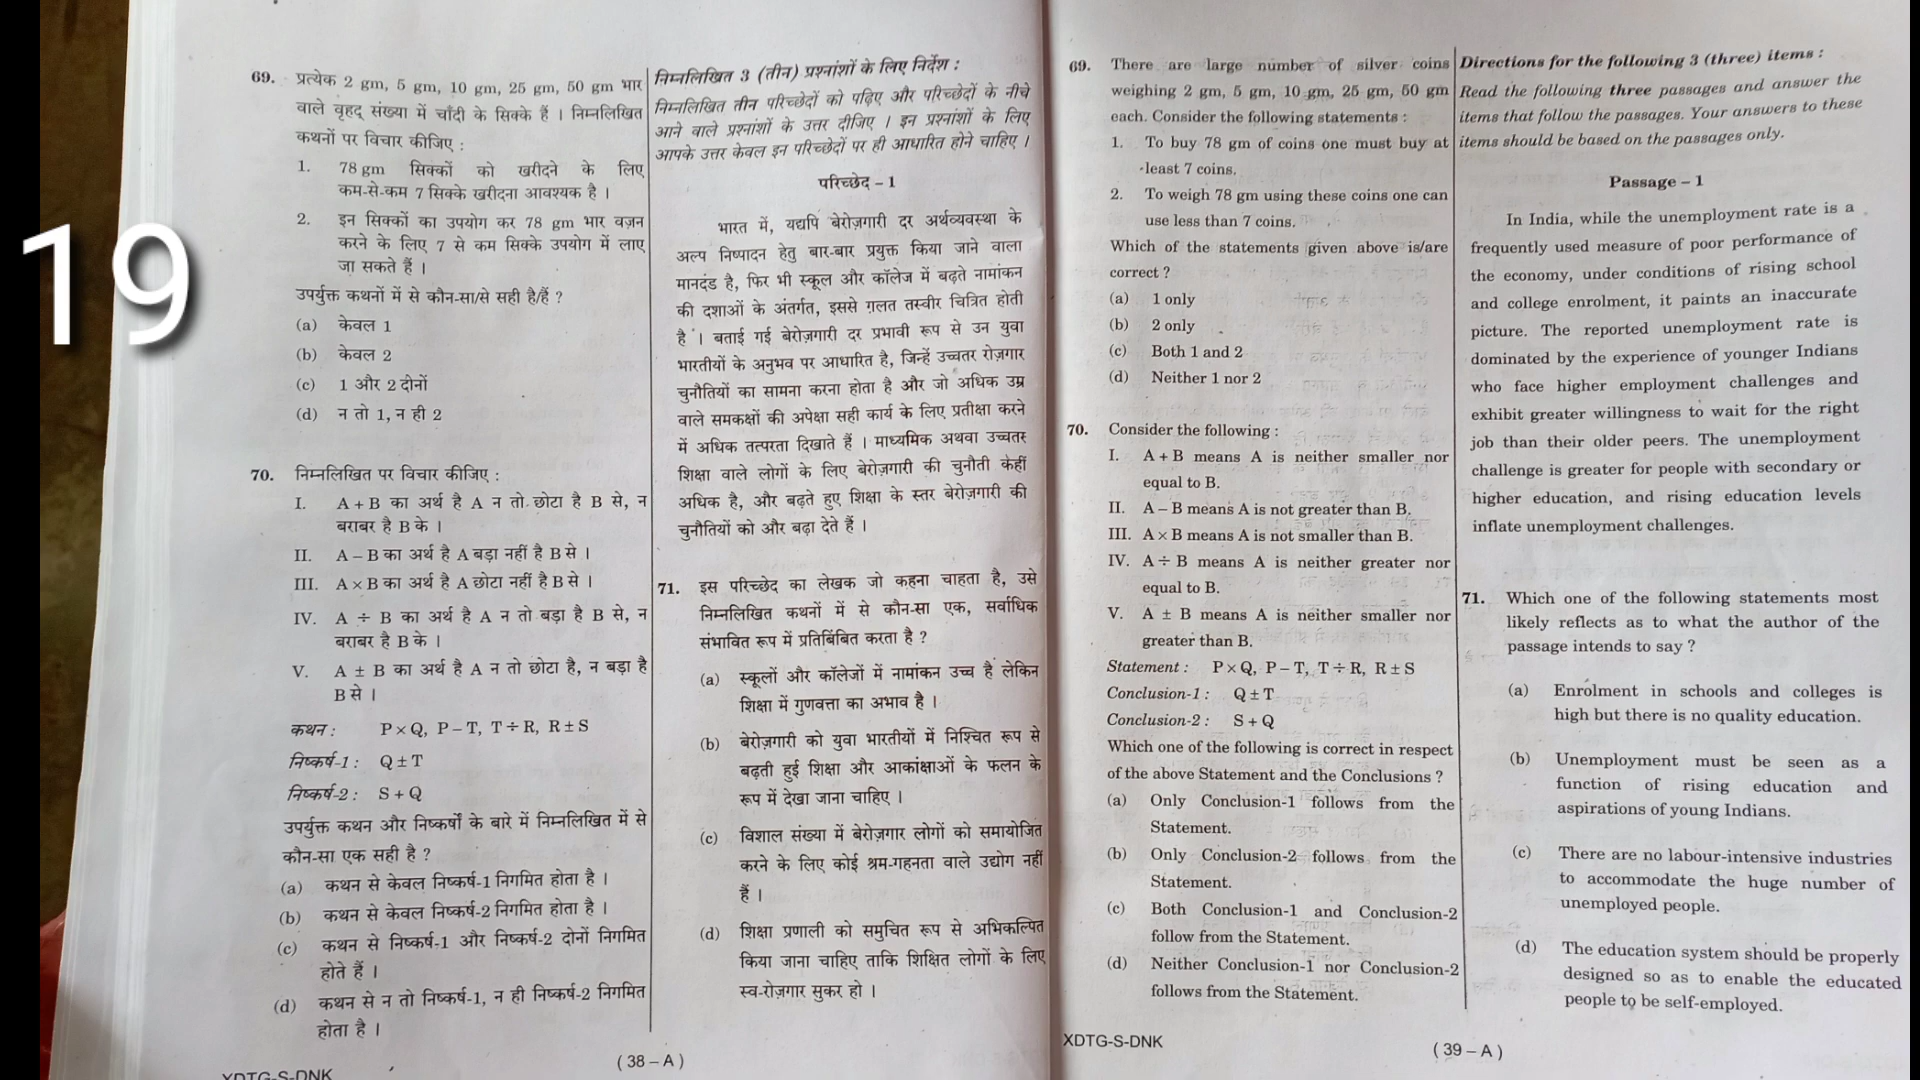 19
69. प्रत्येक 2 gm, 5 gm, 10 gm, 25 gm, 50 gm भार
वाले वृहद् संख्या में चाँदी के सिक्के हैं । निम्नलिखित
कथनों पर विचार कीजिए :
1. 78 gm सिक्कों को खरीदने के लिए
कम-से-कम 7 सिक्के खरीदना आवश्यक है ।
2. इन सिक्कों का उपयोग कर 78 gm भार वज़न
करने के लिए 7 से कम सिक्के उपयोग में लाए
जा सकते हैं ।
उपर्युक्त कथनों में से कौन-सा/से सही है/हैं ?
(a) केवल 1
(b) केवल 2
(c) 1 और 2 दोनों
(d) न तो 1, न ही 2
70. निम्नलिखित पर विचार कीजिए :
I. A + B का अर्थ है A न तो छोटा है B से, न
बराबर है B के ।
II. A – B का अर्थ है A बड़ा नहीं है B से ।
III. A × B का अर्थ है A छोटा नहीं है B से ।
IV. A ÷ B का अर्थ है A न तो बड़ा है B से, न
बराबर है B के ।
V. A ± B का अर्थ है A न तो छोटा है, न बड़ा है
B से ।
कथन : P × Q, P – T, T ÷ R, R ± S
निष्कर्ष-1 : Q ± T
निष्कर्ष-2 : S + Q
उपर्युक्त कथन और निष्कर्षों के बारे में निम्नलिखित में से
कौन-सा एक सही है ?
(a) कथन से केवल निष्कर्ष-1 निगमित होता है ।
(b) कथन से केवल निष्कर्ष-2 निगमित होता है ।
(c) कथन से निष्कर्ष-1 और निष्कर्ष-2 दोनों निगमित
होते हैं ।
(d) कथन से न तो निष्कर्ष-1, न ही निष्कर्ष-2 निगमित
होता है ।
XDTG-S-DNK
निम्नलिखित 3 (तीन) प्रश्नांशों के लिए निर्देश :
निम्नलिखित तीन परिच्छेदों को पढ़िए और परिच्छेदों के नीचे
आने वाले प्रश्नांशों के उत्तर दीजिए । इन प्रश्नांशों के लिए
आपके उत्तर केवल इन परिच्छेदों पर ही आधारित होने चाहिए ।
परिच्छेद – 1
भारत में, यद्यपि बेरोज़गारी दर अर्थव्यवस्था के
अल्प निष्पादन हेतु बार-बार प्रयुक्त किया जाने वाला
मानदंड है, फिर भी स्कूल और कॉलेज में बढ़ते नामांकन
की दशाओं के अंतर्गत, इससे ग़लत तस्वीर चित्रित होती
है । बताई गई बेरोज़गारी दर प्रभावी रूप से उन युवा
भारतीयों के अनुभव पर आधारित है, जिन्हें उच्चतर रोज़गार
चुनौतियों का सामना करना होता है और जो अधिक उम्र
वाले समकक्षों की अपेक्षा सही कार्य के लिए प्रतीक्षा करने
में अधिक तत्परता दिखाते हैं । माध्यमिक अथवा उच्चतर
शिक्षा वाले लोगों के लिए बेरोज़गारी की चुनौती कहीं
अधिक है, और बढ़ते हुए शिक्षा के स्तर बेरोज़गारी की
चुनौतियों को और बढ़ा देते हैं ।
71. इस परिच्छेद का लेखक जो कहना चाहता है, उसे
निम्नलिखित कथनों में से कौन-सा एक, सर्वाधिक
संभावित रूप में प्रतिबिंबित करता है ?
(a) स्कूलों और कॉलेजों में नामांकन उच्च है लेकिन
शिक्षा में गुणवत्ता का अभाव है ।
(b) बेरोज़गारी को युवा भारतीयों में निश्चित रूप से
बढ़ती हुई शिक्षा और आकांक्षाओं के फलन के
रूप में देखा जाना चाहिए ।
(c) विशाल संख्या में बेरोज़गार लोगों को समायोजित
करने के लिए कोई श्रम-गहनता वाले उद्योग नहीं
हैं ।
(d) शिक्षा प्रणाली को समुचित रूप से अभिकल्पित
किया जाना चाहिए ताकि शिक्षित लोगों के लिए
स्व-रोज़गार सुकर हो ।
( 38 – A )
69. There are large number of silver coins
weighing 2 gm, 5 gm, 10 gm, 25 gm, 50 gm
each. Consider the following statements :
1. To buy 78 gm of coins one must buy at
least 7 coins.
2. To weigh 78 gm using these coins one can
use less than 7 coins.
Which of the statements given above is/are
correct ?
(a) 1 only
(b) 2 only
(c) Both 1 and 2
(d) Neither 1 nor 2
70. Consider the following :
I. A + B means A is neither smaller nor
equal to B.
II. A – B means A is not greater than B.
III. A × B means A is not smaller than B.
IV. A ÷ B means A is neither greater nor
equal to B.
V. A ± B means A is neither smaller nor
greater than B.
Statement : P × Q, P – T, T ÷ R, R ± S
Conclusion-1 : Q ± T
Conclusion-2 : S + Q
Which one of the following is correct in respect
of the above Statement and the Conclusions ?
(a) Only Conclusion-1 follows from the
Statement.
(b) Only Conclusion-2 follows from the
Statement.
(c) Both Conclusion-1 and Conclusion-2
follow from the Statement.
(d) Neither Conclusion-1 nor Conclusion-2
follows from the Statement.
XDTG-S-DNK
Directions for the following 3 (three) items :
Read the following three passages and answer the
items that follow the passages. Your answers to these
items should be based on the passages only.
Passage – 1
In India, while the unemployment rate is a
frequently used measure of poor performance of
the economy, under conditions of rising school
and college enrolment, it paints an inaccurate
picture. The reported unemployment rate is
dominated by the experience of younger Indians
who face higher employment challenges and
exhibit greater willingness to wait for the right
job than their older peers. The unemployment
challenge is greater for people with secondary or
higher education, and rising education levels
inflate unemployment challenges.
71. Which one of the following statements most
likely reflects as to what the author of the
passage intends to say ?
(a) Enrolment in schools and colleges is
high but there is no quality education.
(b) Unemployment must be seen as a
function of rising education and
aspirations of young Indians.
(c) There are no labour-intensive industries
to accommodate the huge number of
unemployed people.
(d) The education system should be properly
designed so as to enable the educated
people to be self-employed.
( 39 – A )